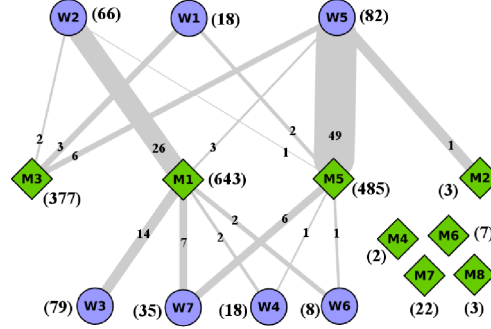 W2 (66) W1 (18) W5 (82)
2 3 6 26 3 1 2 49 1
M3 M1 M5 M2
(377) (643) (485) (3)
14 7 2 2 6 1 1
M4 M6 (7)
(2)
M7 M8
(22) (3)
(79) W3 (35) W7 (18) W4 (8) W6